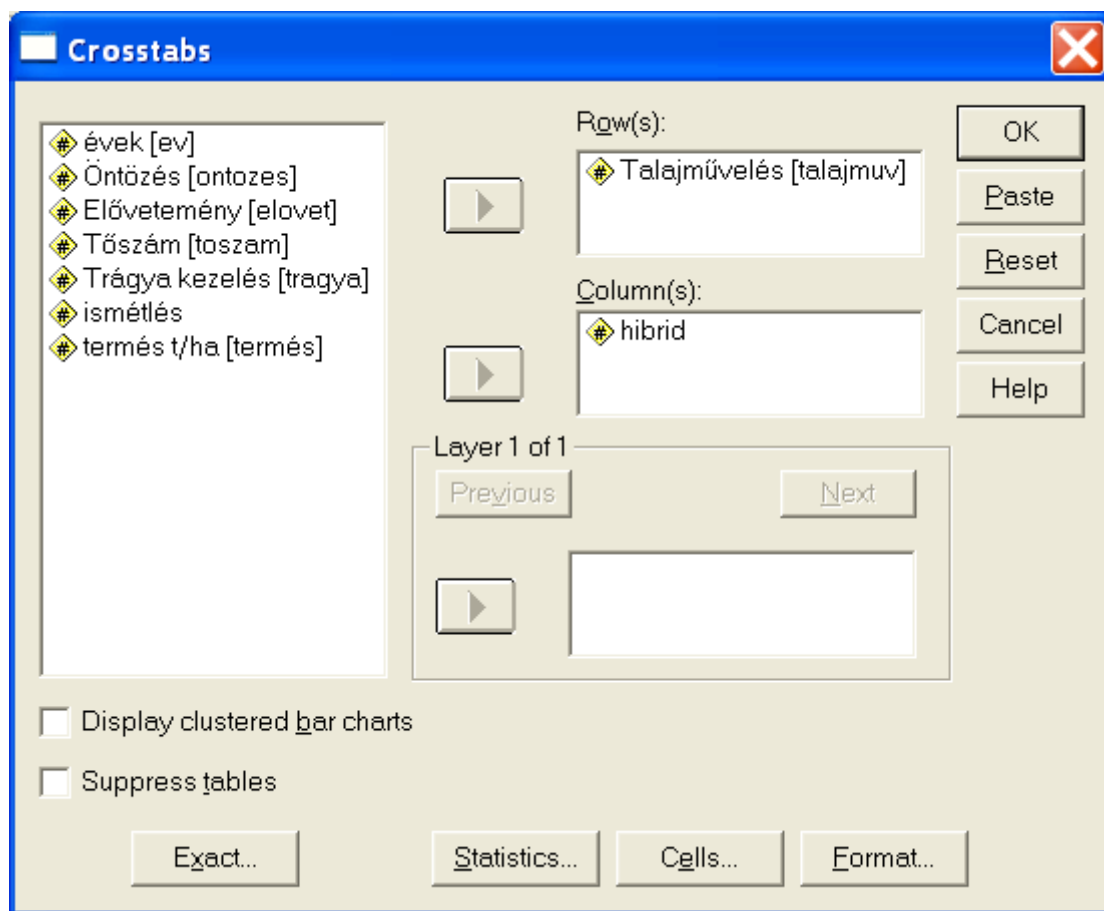 Crosstabs
évek [ev]
Öntözés [ontozes]
Elővetemény [elovet]
Tőszám [toszam]
Trágya kezelés [tragya]
ismétlés
termés t/ha [termés]
Row(s):
Talajművelés [talajmuv]
Column(s):
hibrid
Layer 1 of 1
Previous
Next
OK
Paste
Reset
Cancel
Help
Display clustered bar charts
Suppress tables
Exact...
Statistics...
Cells...
Format...